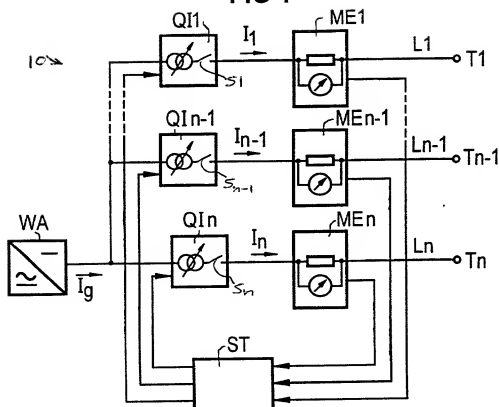 FIG 1
10
QI1
I1
ME1
L1
T1
S1
QIn-1
In-1
MEn-1
Ln-1
Tn-1
Sn-1
WA
QIn
In
MEn
Ln
Tn
Sn
Ig
ST